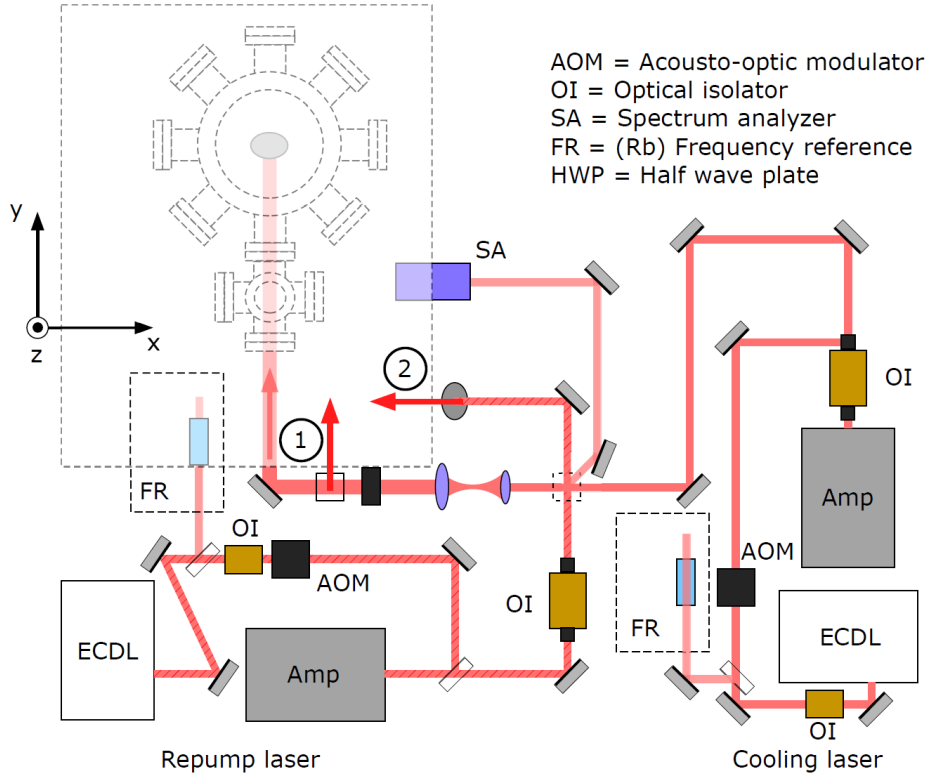 AOM = Acousto-optic modulator
OI = Optical isolator
SA = Spectrum analyzer
FR = (Rb) Frequency reference
HWP = Half wave plate
y
z
x
SA
2
1
OI
FR
OI
Amp
AOM
AOM
OI
FR
ECDL
ECDL
Amp
OI
Repump laser
Cooling laser